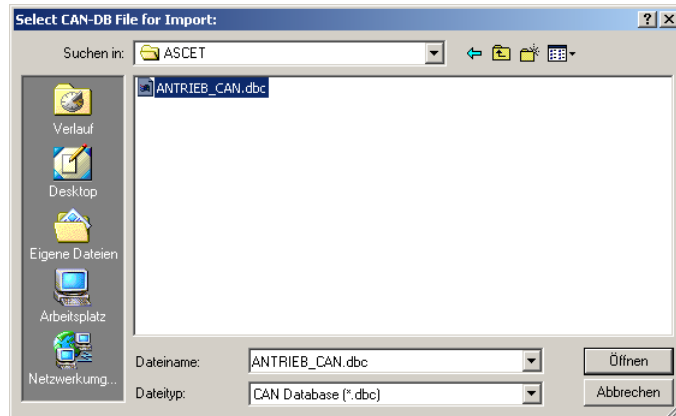 Select CAN-DB File for Import:
Suchen in: ASCET
ANTRIEB_CAN.dbc
Verlauf
Desktop
Eigene Dateien
Arbeitsplatz
Netzwerkumg...
Dateiname: ANTRIEB_CAN.dbc Öffnen
Dateityp: CAN Database (*.dbc) Abbrechen